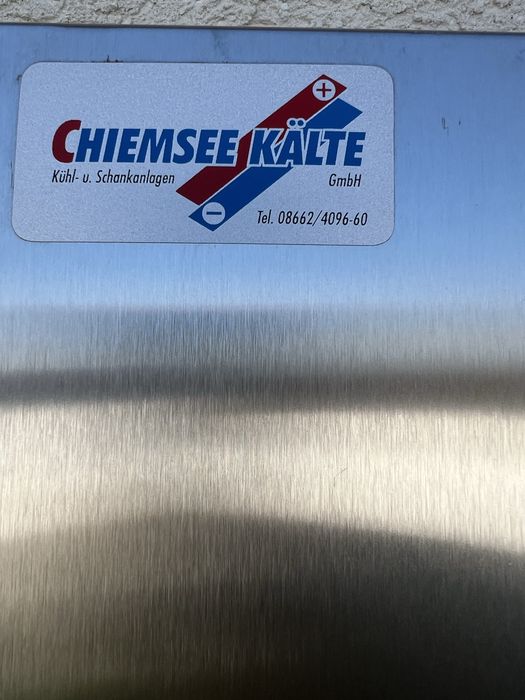 CHIEMSEE KÄLTE
Kühl- u. Schankanlagen GmbH
Tel. 08662/4096-60